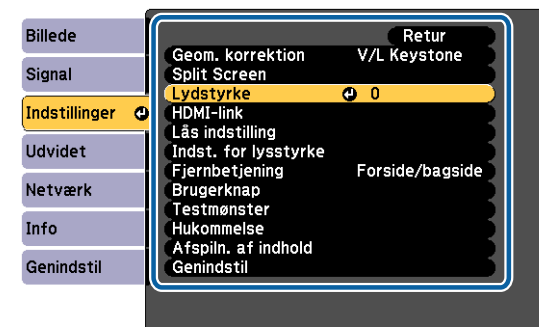 Billede
Signal
Indstillinger
Udvidet
Netværk
Info
Genindstil
Retur
Geom. korrektion V/L Keystone
Split Screen
Lydstyrke 0
HDMI-link
Lås indstilling
Indst. for lysstyrke
Fjernbetjening Forside/bagside
Brugerknap
Testmønster
Hukommelse
Afspiln. af indhold
Genindstil